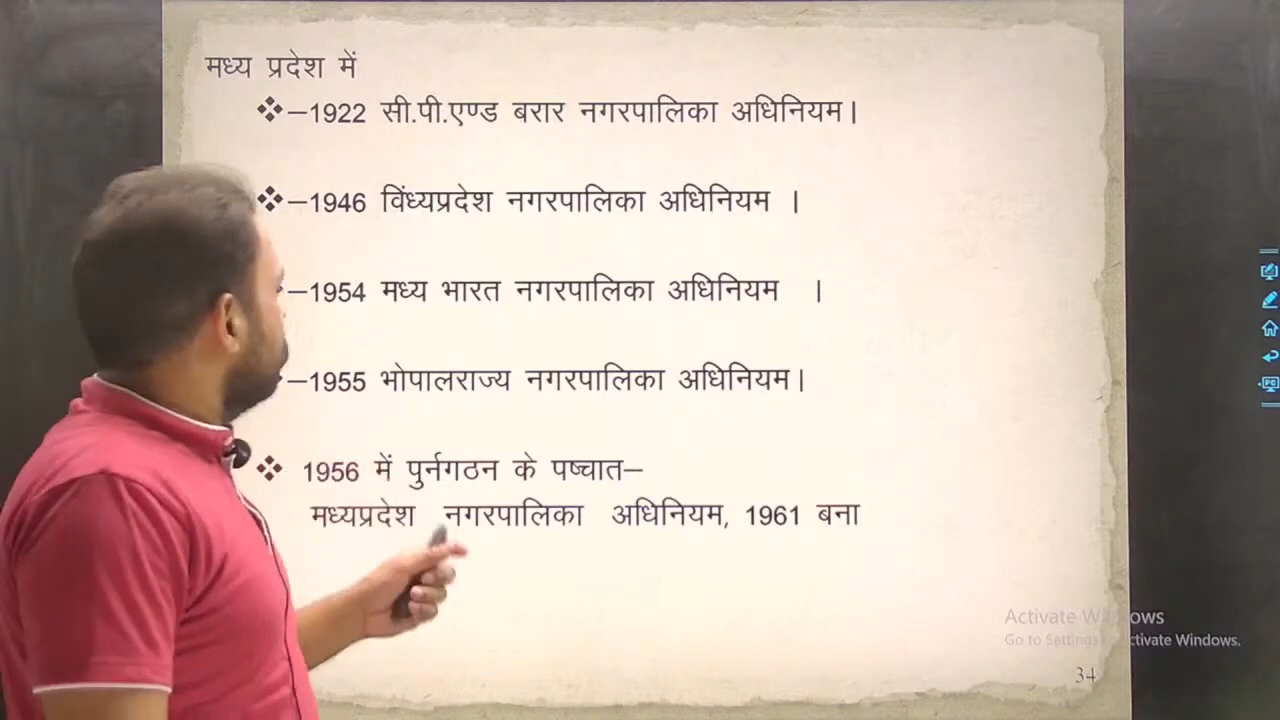 मध्य प्रदेश में
❖–1922 सी.पी.एण्ड बरार नगरपालिका अधिनियम।
❖–1946 विंध्यप्रदेश नगरपालिका अधिनियम ।
–1954 मध्य भारत नगरपालिका अधिनियम ।
–1955 भोपालराज्य नगरपालिका अधिनियम।
❖ 1956 में पुर्नगठन के पष्चात–
मध्यप्रदेश नगरपालिका अधिनियम, 1961 बना
Activate Windows
Go to Settings to activate Windows.
34
PC